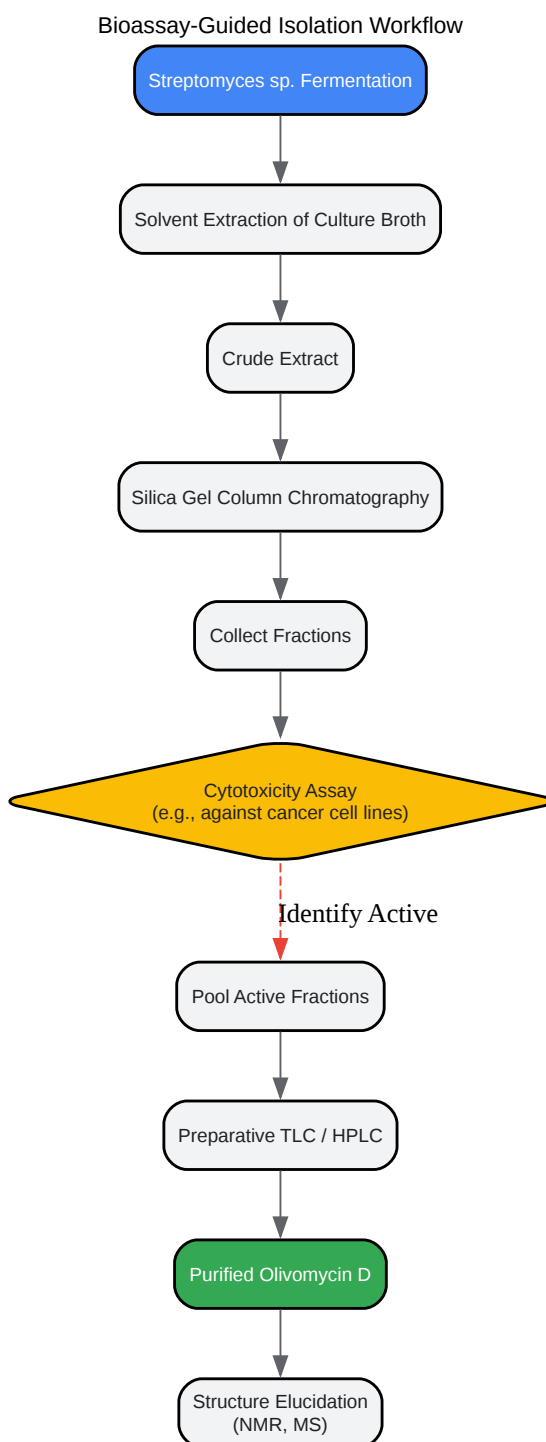 Bioassay-Guided Isolation Workflow
Streptomyces sp. Fermentation
Solvent Extraction of Culture Broth
Crude Extract
Silica Gel Column Chromatography
Collect Fractions
Cytotoxicity Assay
(e.g., against cancer cell lines)
Identify Active
Pool Active Fractions
Preparative TLC / HPLC
Purified Olivomycin D
Structure Elucidation
(NMR, MS)